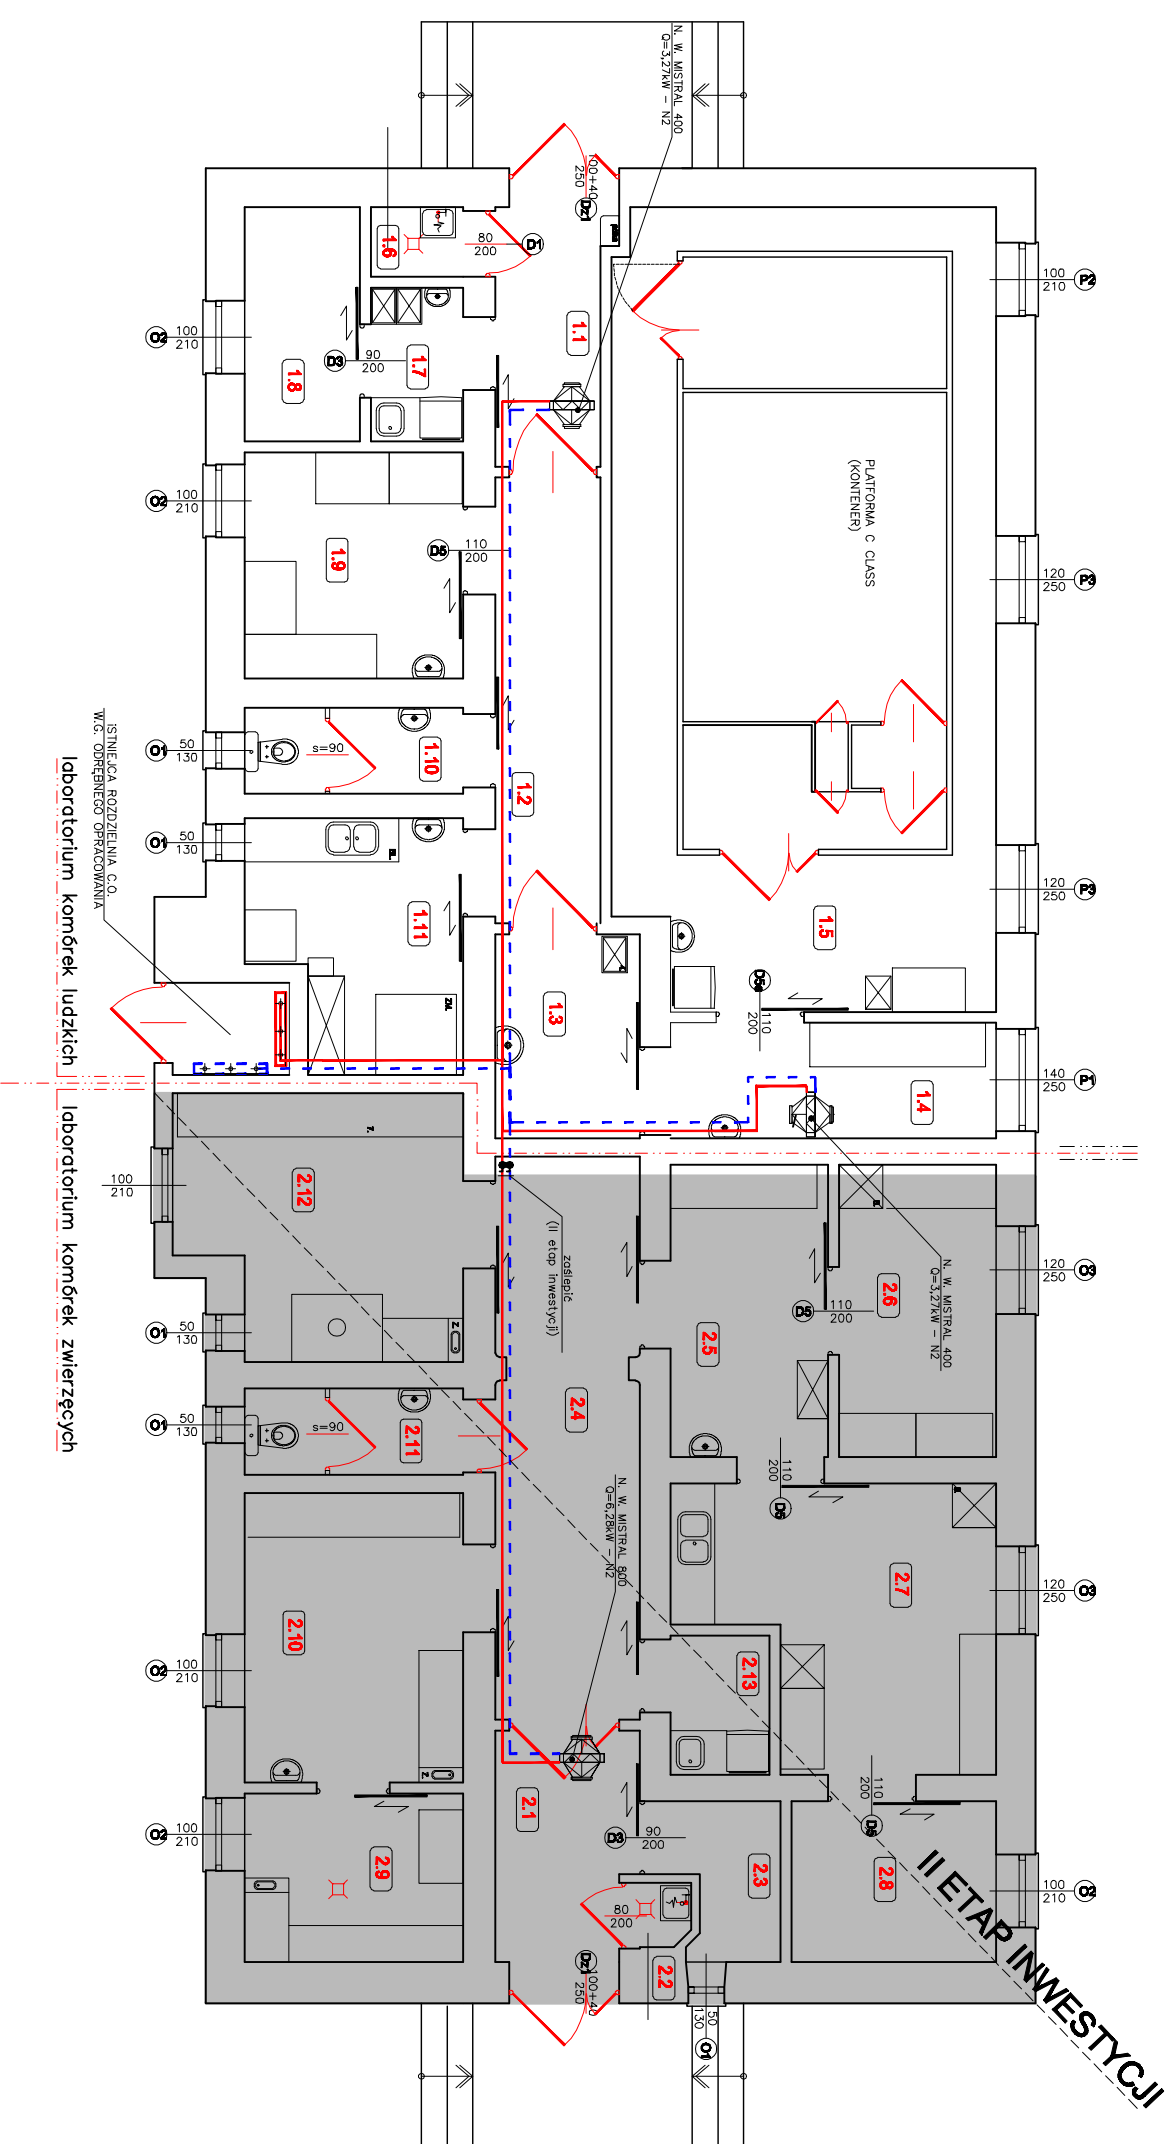 N. W. MISTRAL 400
Q=3,27kW - N2
100+40
250
Dz1
1.6
80
200
D1
100
210
P2
1.1
100
210
O2
1.8
D3
90
200
1.7
PLATFORMA C CLASS
(KONTENER)
100
210
O2
1.9
D5
110
200
120
250
P3
50
130
O1
s=90
1.10
1.2
50
130
O1
1.11
ZM.
120
250
P3
1.5
110
200
1.3
140
250
P1
1.4
iSTNIEJCA ROZDZIELNIA C.O.
W.G. ODRĘBNEGO OPRACOWANIA
laboratorium komórek ludzkich
laboratorium komórek zwierzęcych
100
210
2.12
zaślepić
(II etap inwestycji)
120
250
O3
2.6
N. W. MISTRAL 400
Q=3,27kW - N2
110
200
D5
2.5
50
130
O1
Z
2.4
50
130
O1
s=90
2.11
110
200
D6
N. W. MISTRAL 800
Q=6,28kW - N2
120
250
O3
2.7
2.10
2.13
100
210
O2
Z
2.1
110
200
D5
100
210
O2
2.9
D3
90
200
2.3
2.8
100
210
O2
80
200
2.2
Dz1
100+40
250
50
130
O1
II ETAP INWESTYCJI